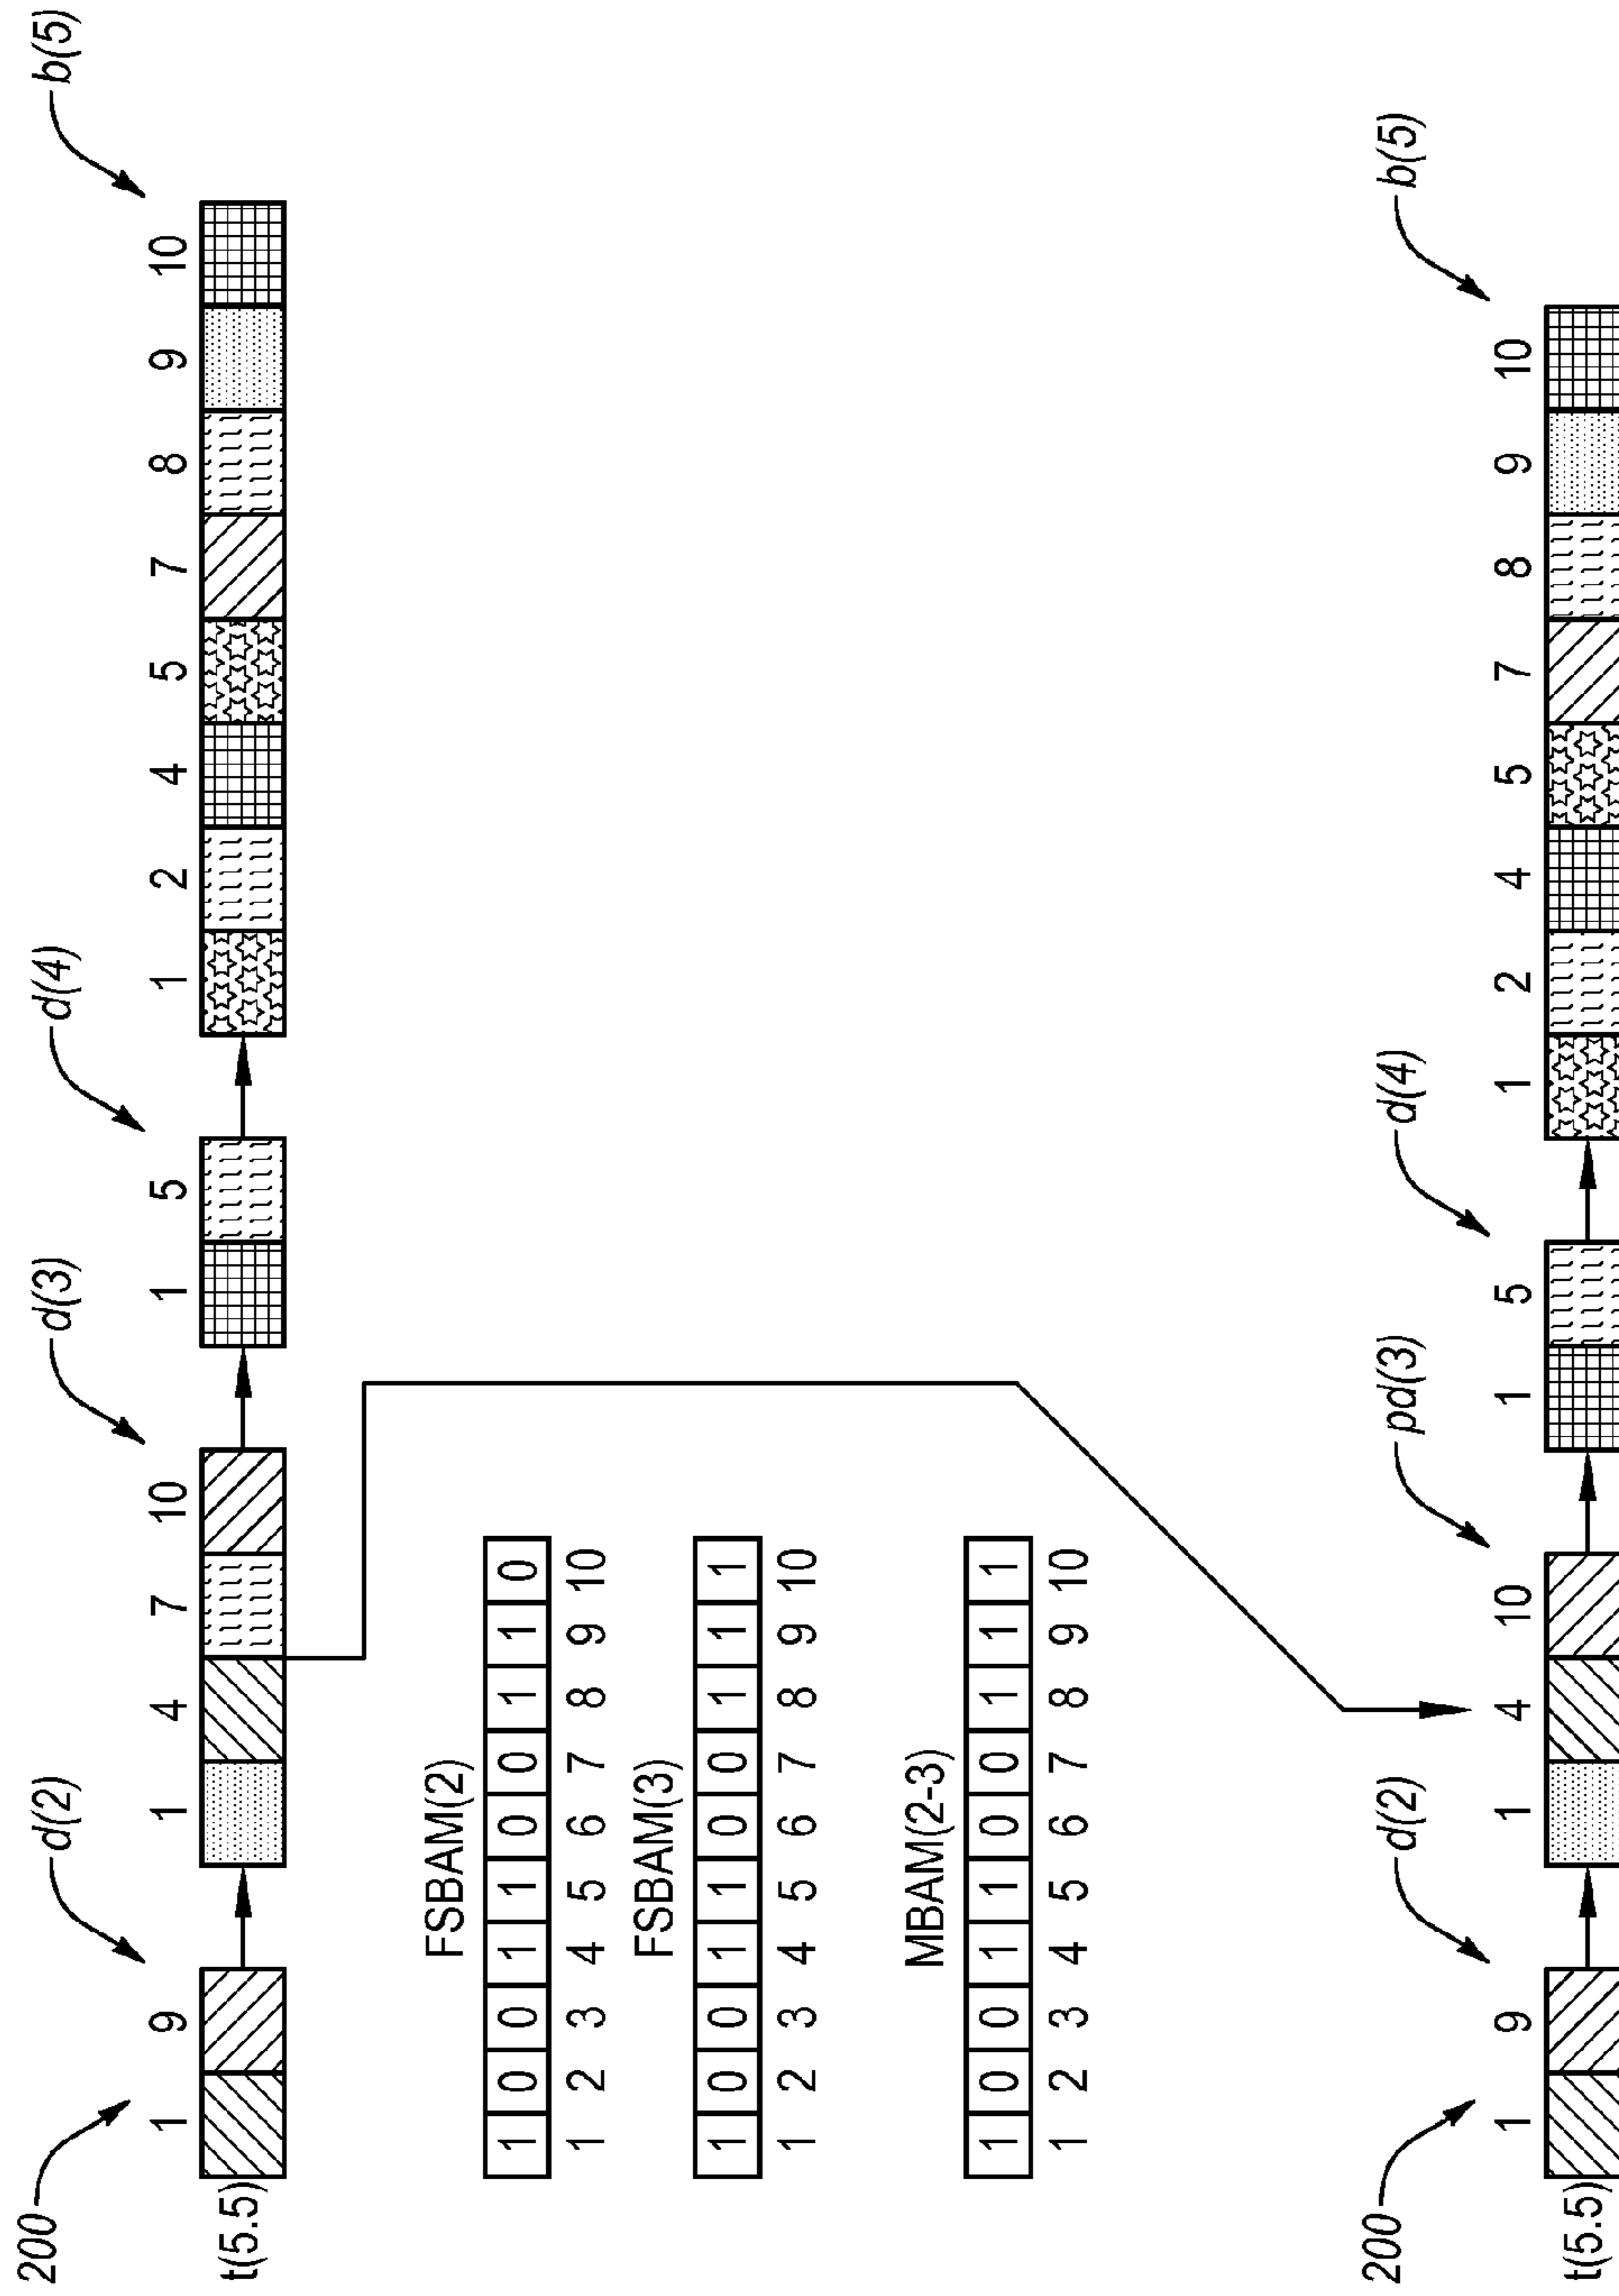 200
d(2)
d(3)
d(4)
b(5)
1 9 1 4 7 10 1 5 1 2 4 5 7 8 9 10
t(5.5)
FSBAM(2)
1 0 0 1 1 0 0 1 1 0
1 2 3 4 5 6 7 8 9 10
FSBAM(3)
1 0 0 1 1 0 0 1 1 1
1 2 3 4 5 6 7 8 9 10
MBAM(2-3)
1 0 0 1 1 0 0 1 1 1
1 2 3 4 5 6 7 8 9 10
200
d(2)
pd(3)
d(4)
b(5)
1 9 1 4 10 1 5 1 2 4 5 7 8 9 10
t(5.5)